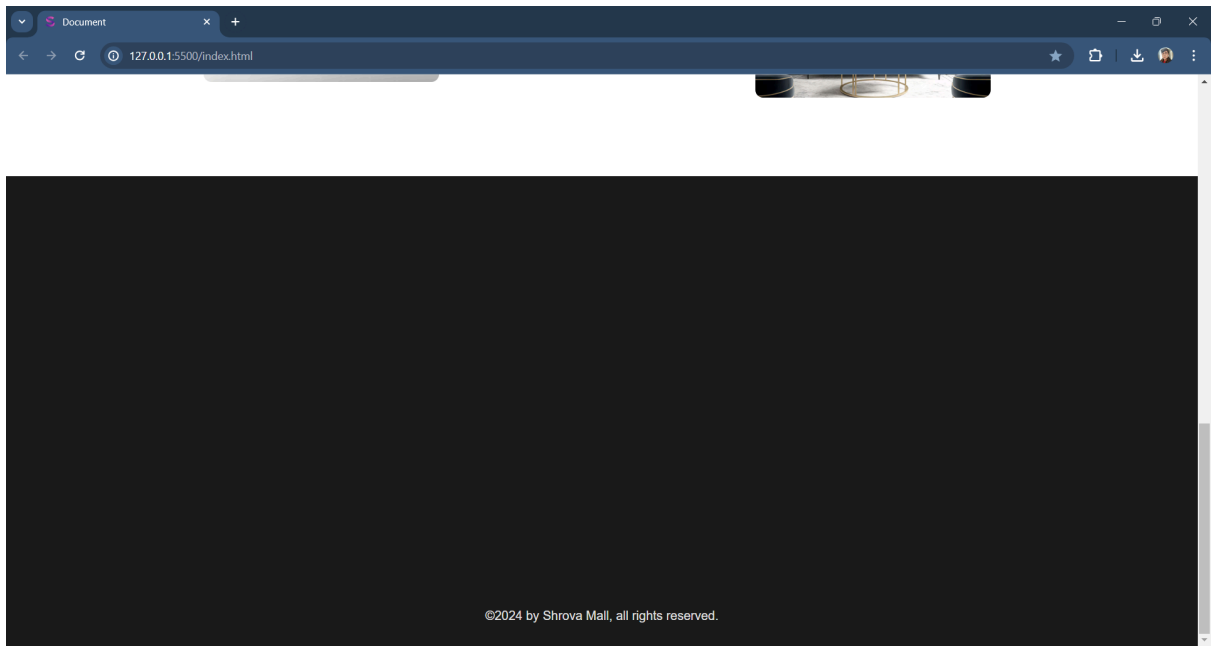 Document
127.0.0.1:5500/index.html
©2024 by Shrova Mall, all rights reserved.